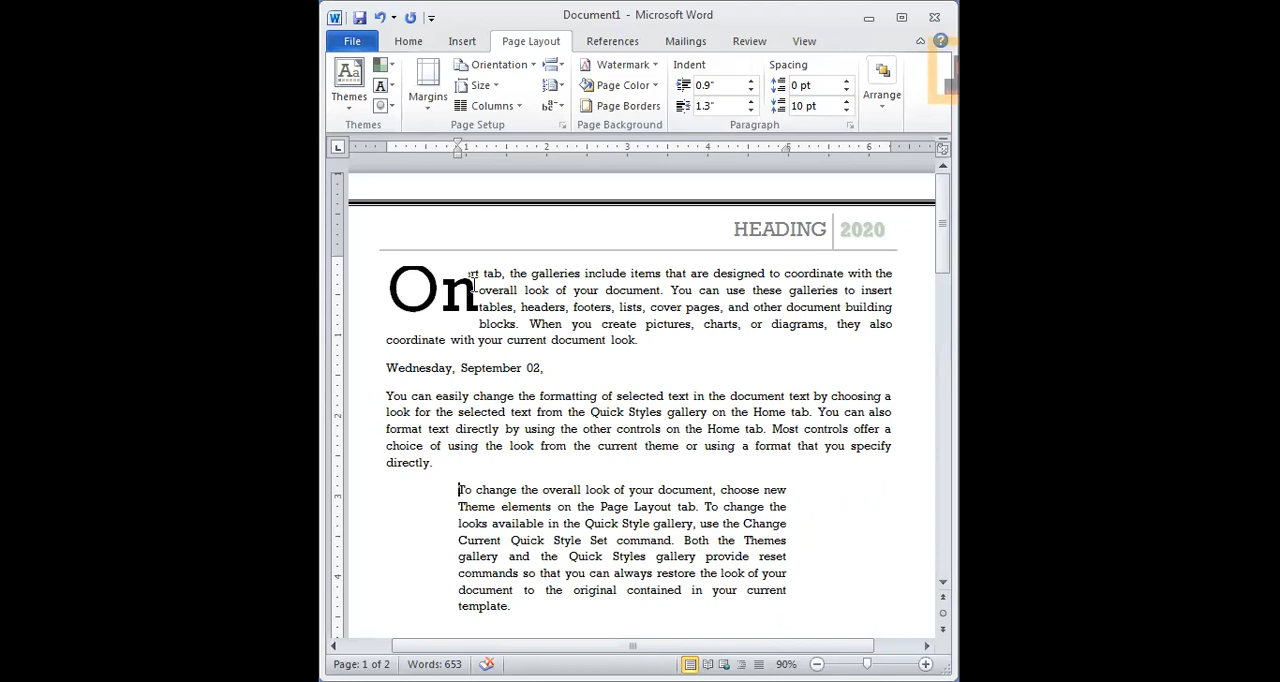 Document1 - Microsoft Word
File Home Insert Page Layout References Mailings Review View
Themes
Margins
Orientation
Size
Columns
Watermark
Page Color
Page Borders
Indent
0.9"
1.3"
Spacing
0 pt
10 pt
Arrange
Themes Page Setup Page Background Paragraph
1 2 3 4 5 6
HEADING 2020
On rt tab, the galleries include items that are designed to coordinate with the
overall look of your document. You can use these galleries to insert
tables, headers, footers, lists, cover pages, and other document building
blocks. When you create pictures, charts, or diagrams, they also
coordinate with your current document look.
Wednesday, September 02,
You can easily change the formatting of selected text in the document text by choosing a
look for the selected text from the Quick Styles gallery on the Home tab. You can also
format text directly by using the other controls on the Home tab. Most controls offer a
choice of using the look from the current theme or using a format that you specify
directly.
To change the overall look of your document, choose new
Theme elements on the Page Layout tab. To change the
looks available in the Quick Style gallery, use the Change
Current Quick Style Set command. Both the Themes
gallery and the Quick Styles gallery provide reset
commands so that you can always restore the look of your
document to the original contained in your current
template.
Page: 1 of 2 Words: 653 90%